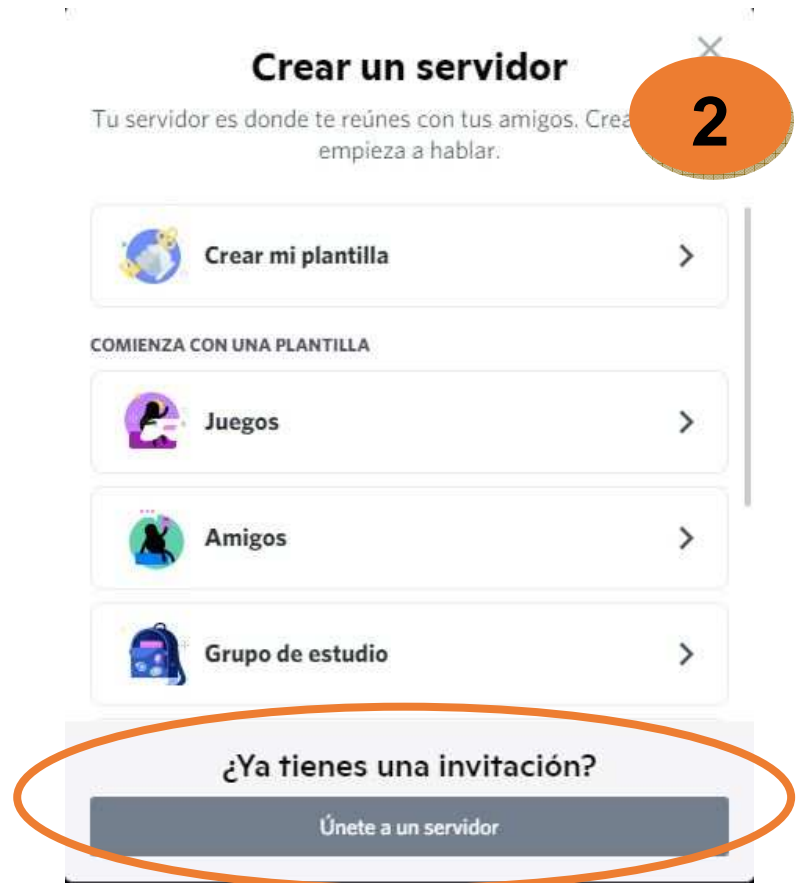 Crear un servidor
2
Tu servidor es donde te reúnes con tus amigos.
empieza a hablar.
Crear mi plantilla
COMIENZA CON UNA PLANTILLA
Juegos
Amigos
Grupo de estudio
¿Ya tienes una invitación?
Únete a un servidor